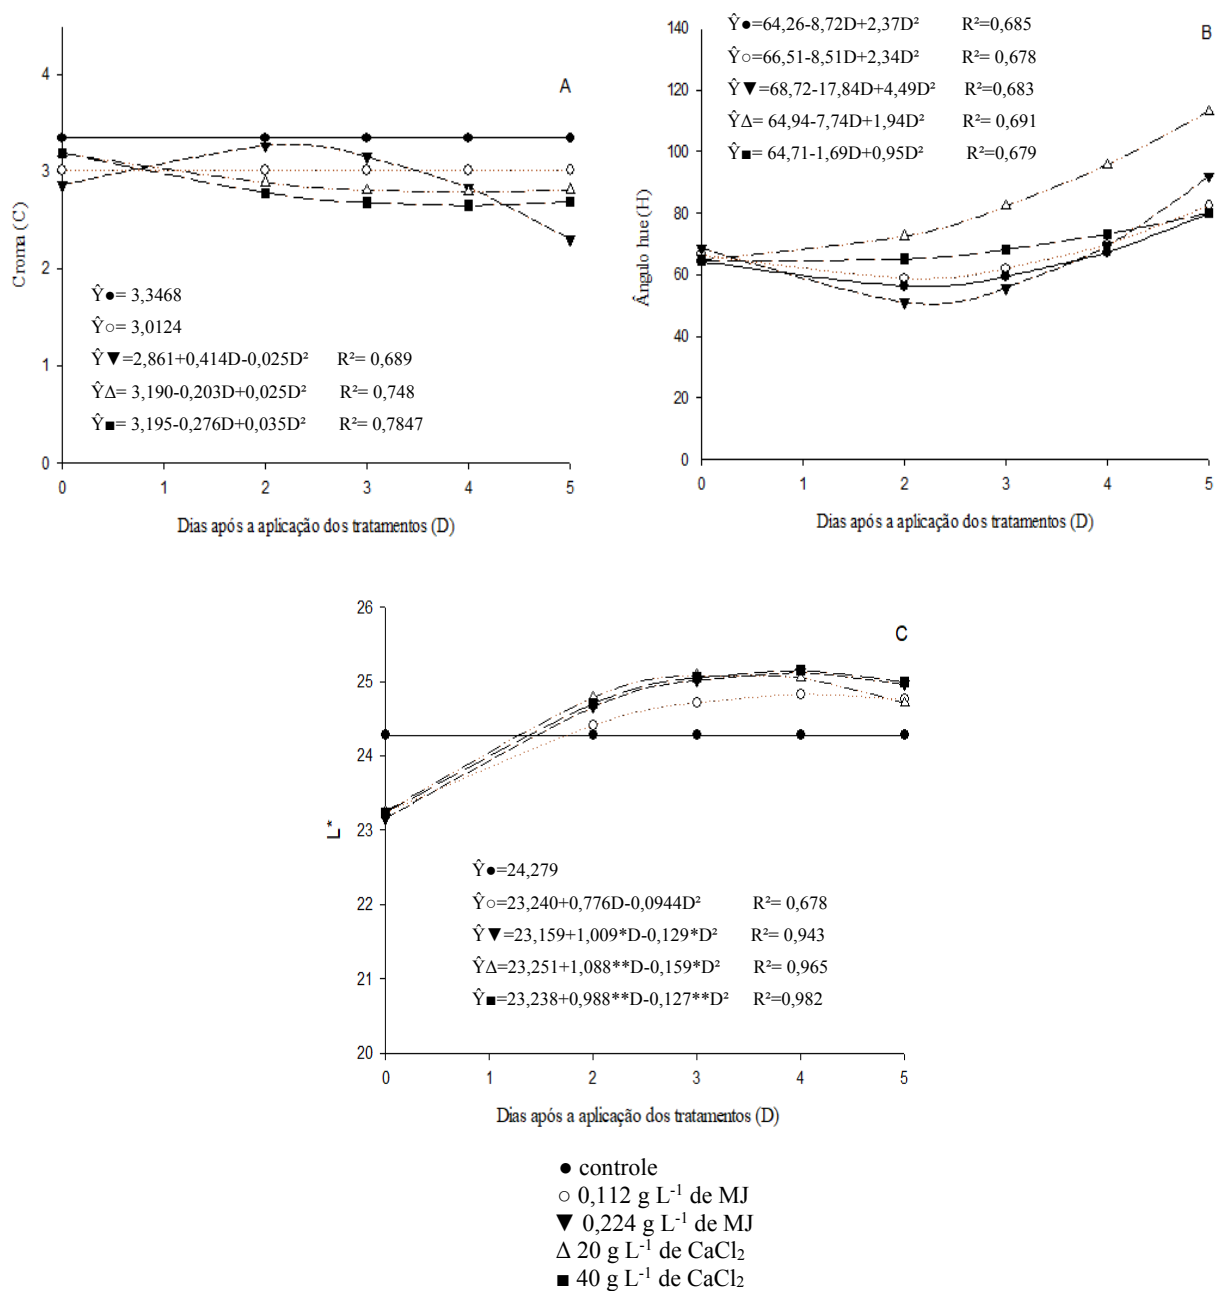 A
4
3
2
1
0
Croma (C)
Ŷ●= 3,3468
Ŷ○= 3,0124
Ŷ▼=2,861+0,414D-0,025D² R²= 0,689
ŶΔ= 3,190-0,203D+0,025D² R²= 0,748
Ŷ■= 3,195-0,276D+0,035D² R²= 0,7847
0 1 2 3 4 5
Dias após a aplicação dos tratamentos (D)
Ŷ●=64,26-8,72D+2,37D² R²=0,685
Ŷ○=66,51-8,51D+2,34D² R²= 0,678
Ŷ▼=68,72-17,84D+4,49D² R²=0,683
ŶΔ= 64,94-7,74D+1,94D² R²= 0,691
Ŷ■= 64,71-1,69D+0,95D² R²=0,679
B
140
120
100
80
60
40
20
0
Ângulo hue (H)
0 1 2 3 4 5
Dias após a aplicação dos tratamentos (D)
C
26
25
24
23
22
21
20
L*
Ŷ●=24,279
Ŷ○=23,240+0,776D-0,0944D² R²= 0,678
Ŷ▼=23,159+1,009*D-0,129*D² R²= 0,943
ŶΔ=23,251+1,088**D-0,159*D² R²= 0,965
Ŷ■=23,238+0,988**D-0,127**D² R²=0,982
0 1 2 3 4 5
Dias após a aplicação dos tratamentos (D)
● controle
○ 0,112 g L⁻¹ de MJ
▼ 0,224 g L⁻¹ de MJ
Δ 20 g L⁻¹ de CaCl₂
■ 40 g L⁻¹ de CaCl₂